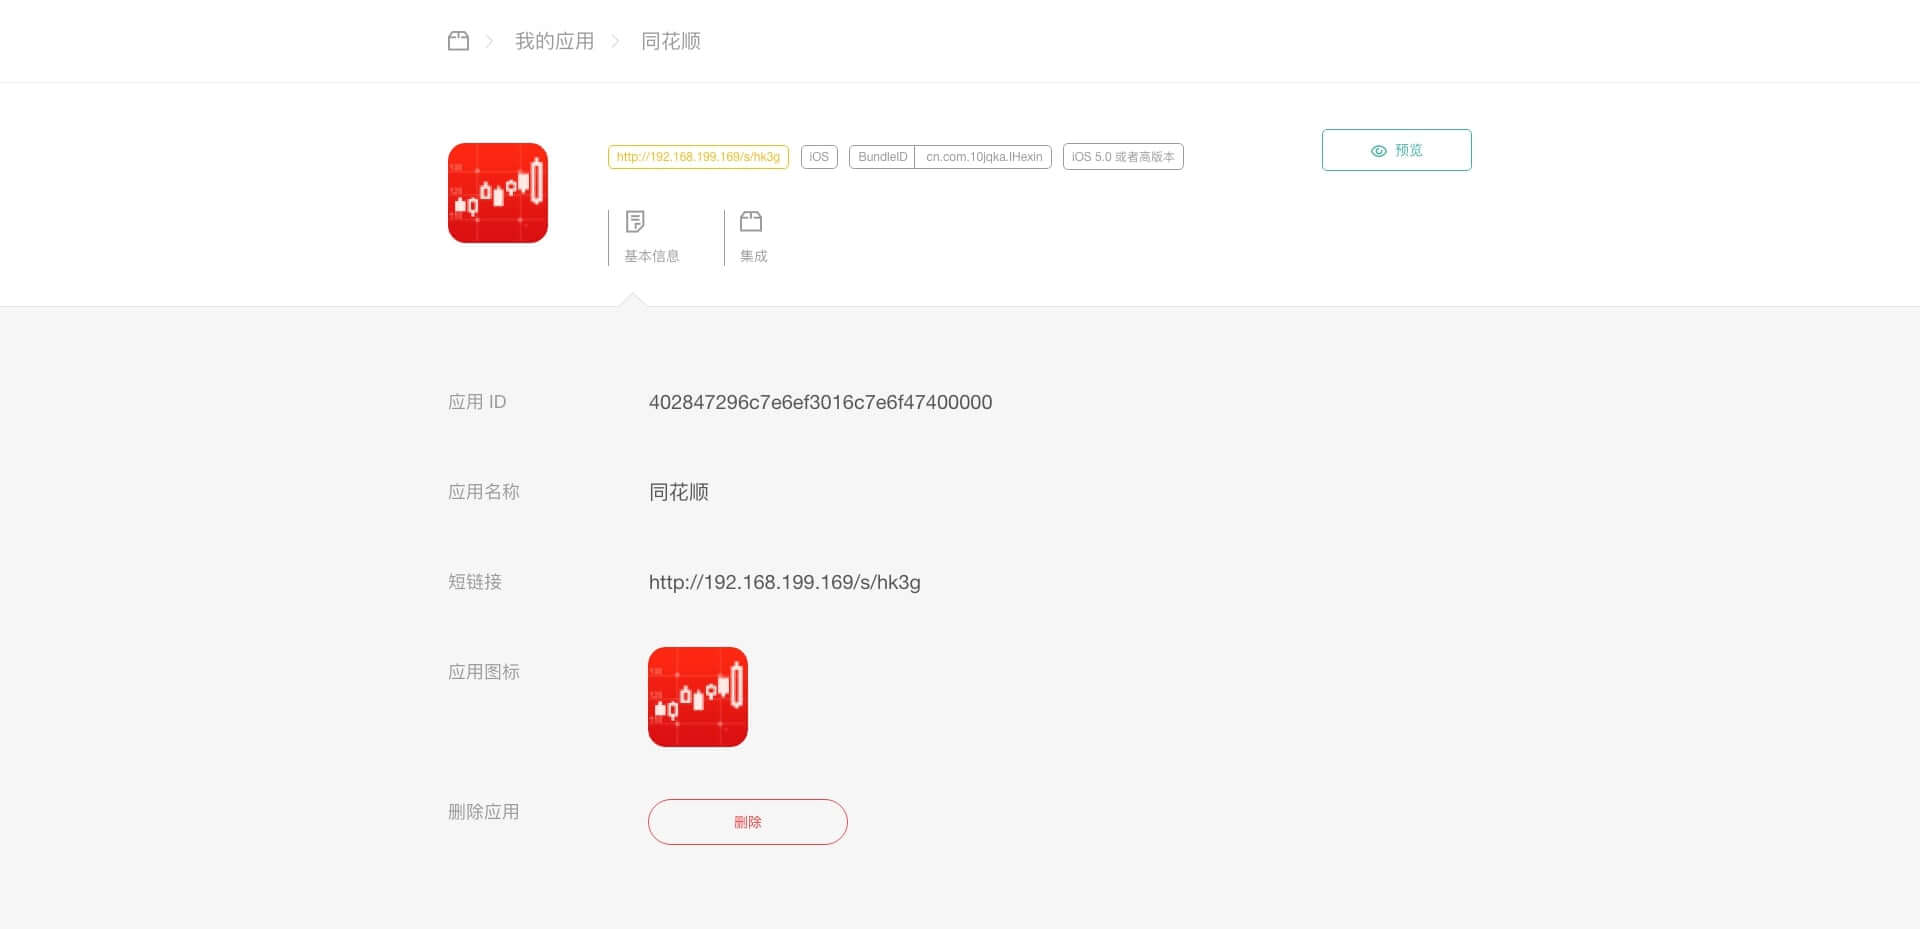 我的应用
同花顺
http://192.168.199.169/s/hk3g
iOS
BundleID
cn.com.10jqka.IHexin
iOS 5.0 或者高版本
预览
基本信息
集成
应用 ID
402847296c7e6ef3016c7e6f47400000
应用名称
同花顺
短链接
http://192.168.199.169/s/hk3g
应用图标
删除应用
删除